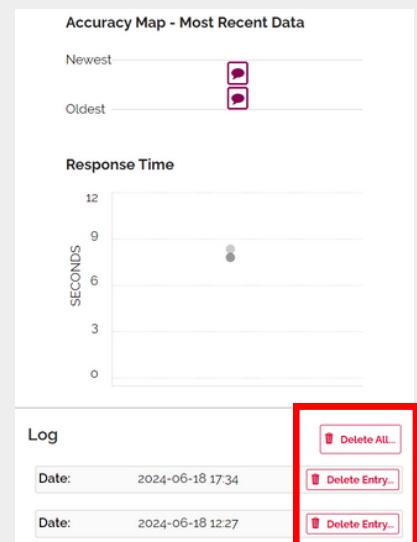 Accuracy Map - Most Recent Data
Newest
Oldest
Response Time
12
9
6
3
0
SECONDS
Log
Delete All...
Date: 2024-06-18 17:34 Delete Entry...
Date: 2024-06-18 12:27 Delete Entry...